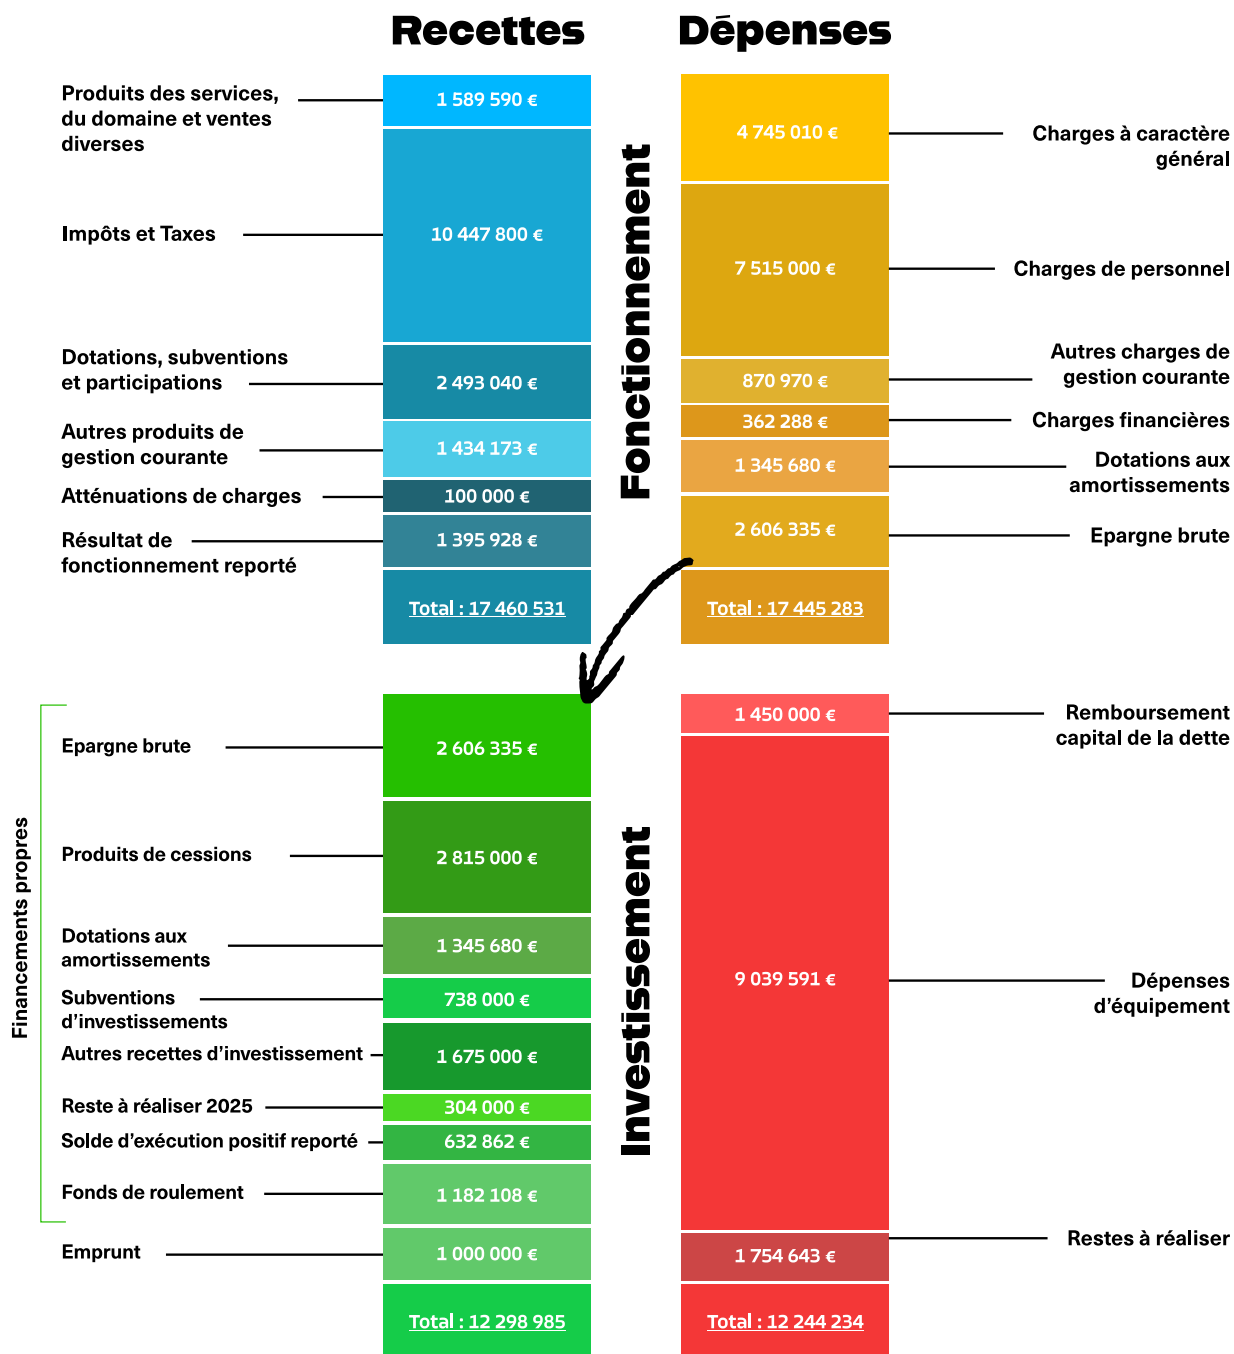 Recettes
Dépenses
Fonctionnement
Produits des services,
du domaine et ventes
diverses
1 589 590 €
Impôts et Taxes
10 447 800 €
Dotations, subventions
et participations
2 493 040 €
Autres produits de
gestion courante
1 434 173 €
Atténuations de charges
100 000 €
Résultat de
fonctionnement reporté
1 395 928 €
Total : 17 460 531
4 745 010 €
Charges à caractère
général
7 515 000 €
Charges de personnel
870 970 €
Autres charges de
gestion courante
362 288 €
Charges financières
1 345 680 €
Dotations aux
amortissements
2 606 335 €
Epargne brute
Total : 17 445 283
Investissement
Financements propres
Epargne brute
2 606 335 €
Produits de cessions
2 815 000 €
Dotations aux
amortissements
1 345 680 €
Subventions
d’investissements
738 000 €
Autres recettes d’investissement
1 675 000 €
Reste à réaliser 2025
304 000 €
Solde d’exécution positif reporté
632 862 €
Fonds de roulement
1 182 108 €
Emprunt
1 000 000 €
Total : 12 298 985
1 450 000 €
Remboursement
capital de la dette
9 039 591 €
Dépenses
d’équipement
1 754 643 €
Restes à réaliser
Total : 12 244 234